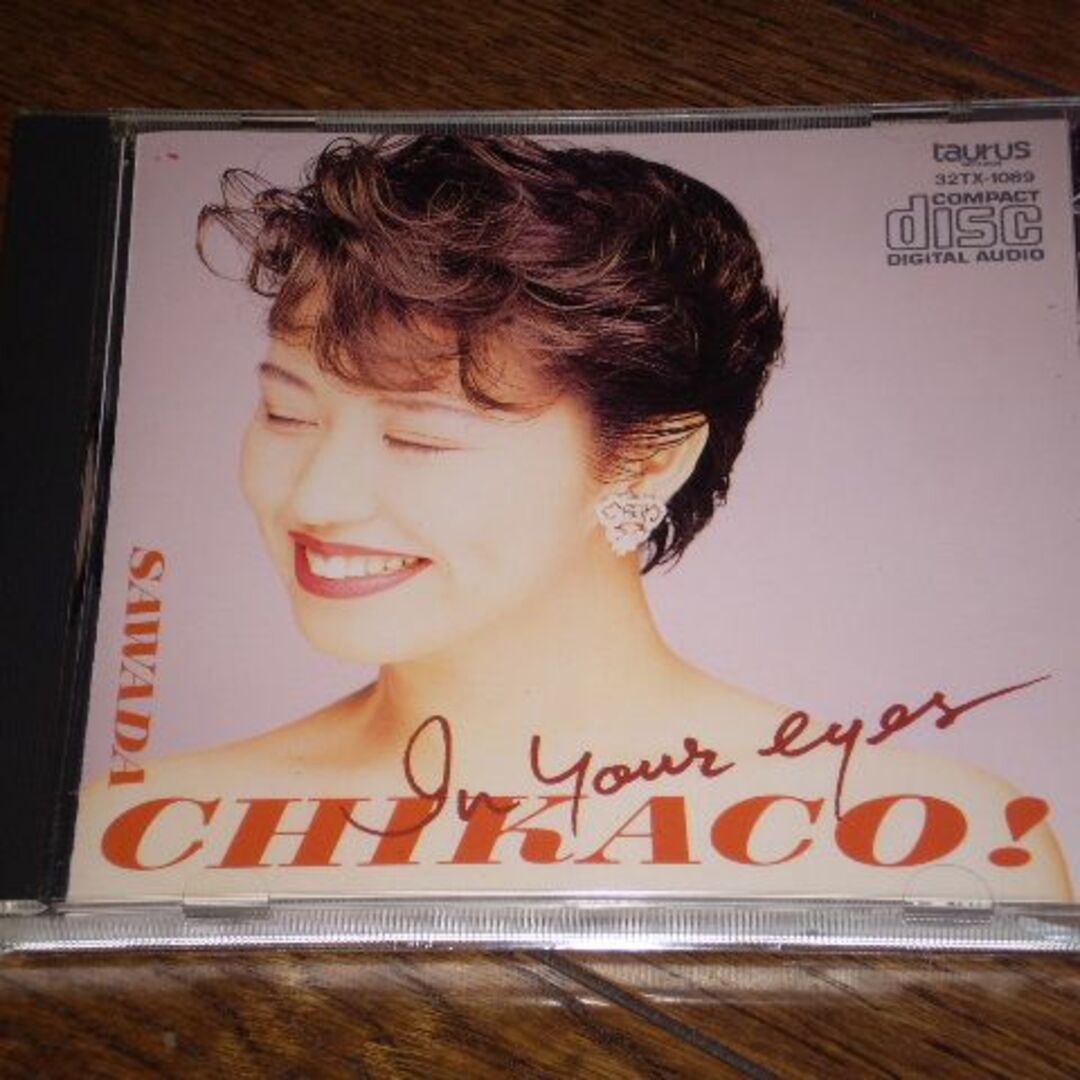 taurus
32TX-1089
COMPACT
disc
DIGITAL AUDIO
SAWADA
In Your eyes
CHIKACO!